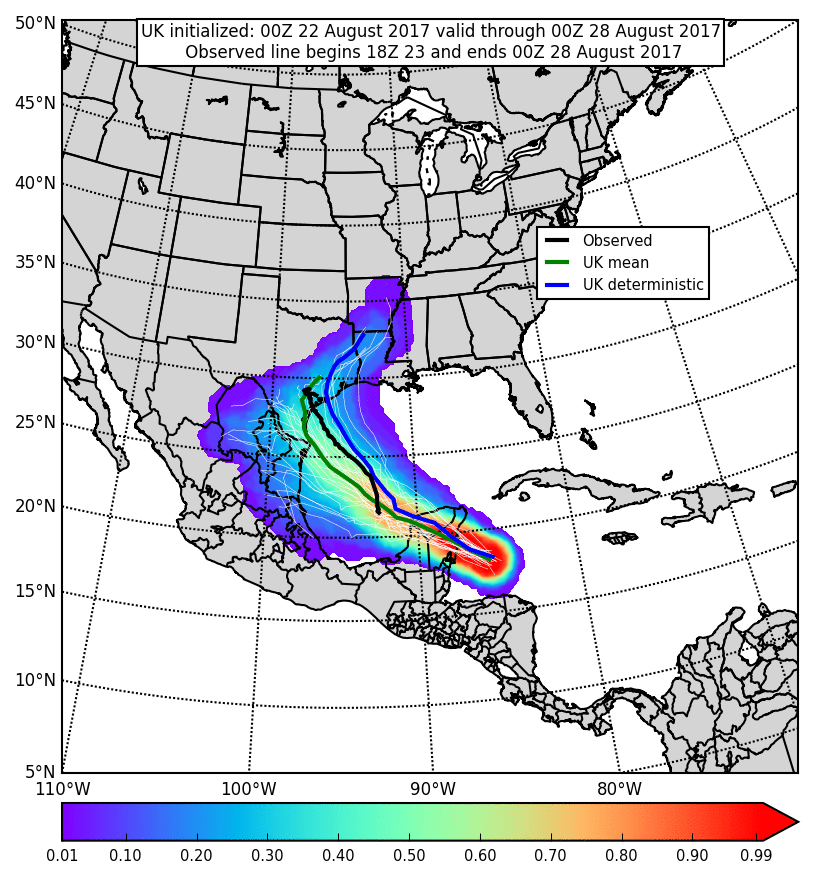 UK initialized: 00Z 22 August 2017 valid through 00Z 28 August 2017
Observed line begins 18Z 23 and ends 00Z 28 August 2017
50°N
45°N
40°N
35°N
30°N
25°N
20°N
15°N
10°N
5°N
Observed
UK mean
UK deterministic
110°W 100°W 90°W 80°W
0.01 0.10 0.20 0.30 0.40 0.50 0.60 0.70 0.80 0.90 0.99